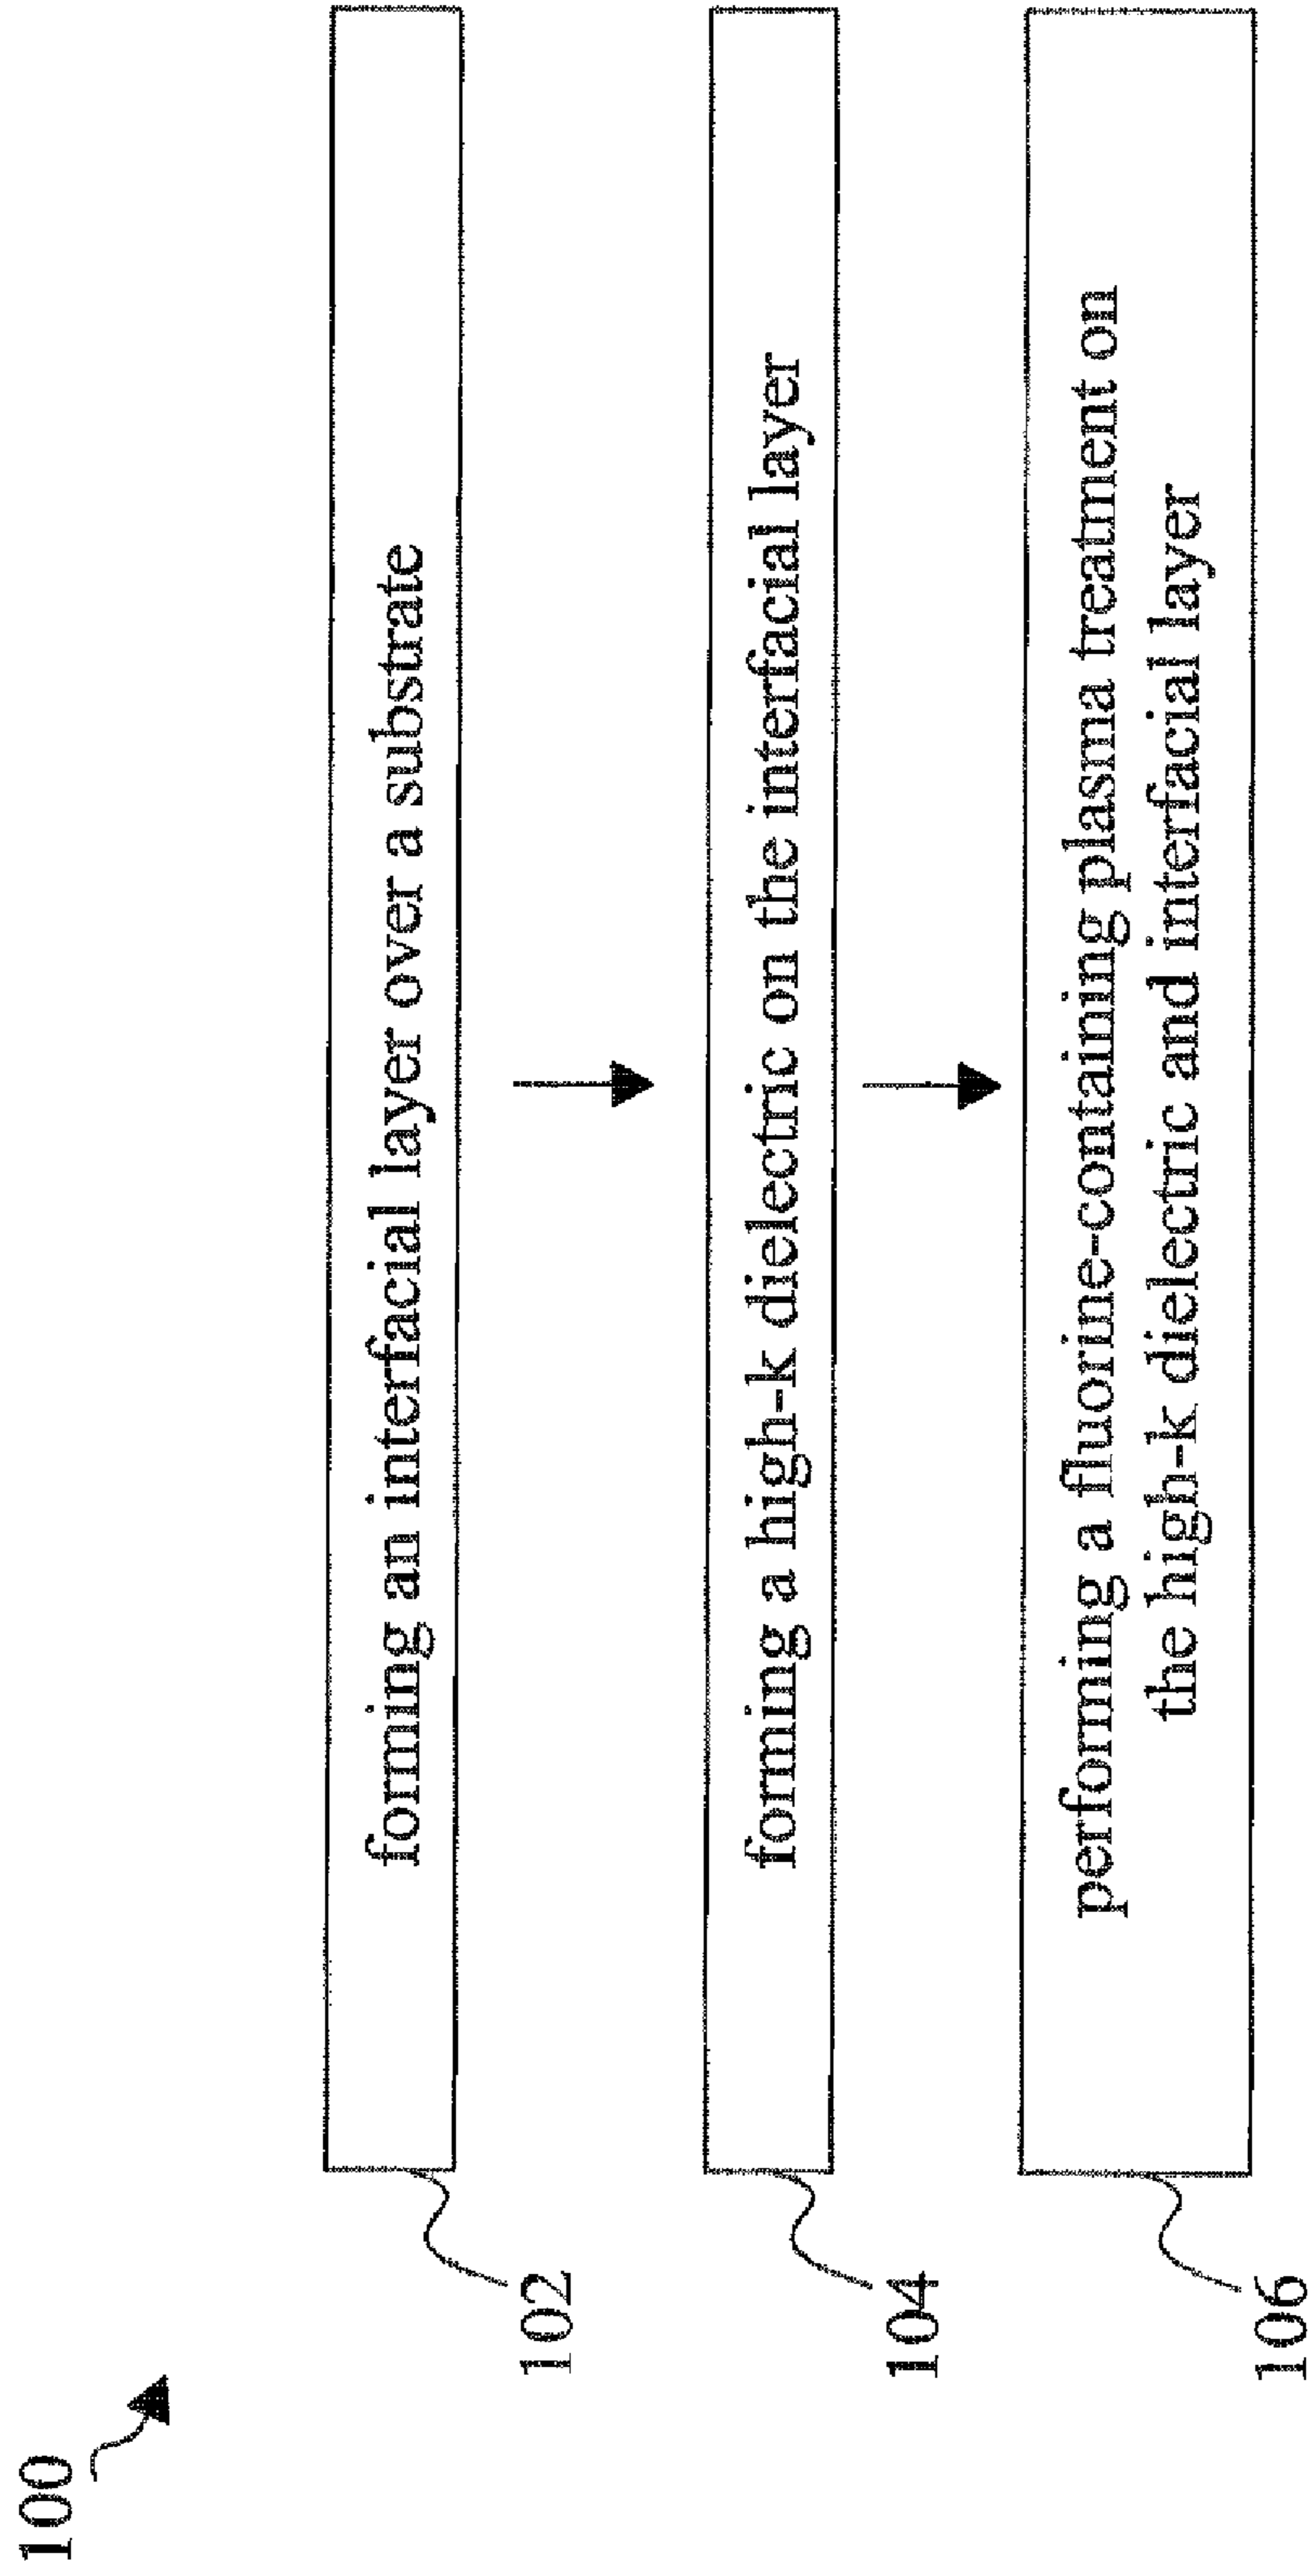 100
forming an interfacial layer over a substrate
102
forming a high-k dielectric on the interfacial layer
104
performing a fluorine-containing plasma treatment on
the high-k dielectric and interfacial layer
106